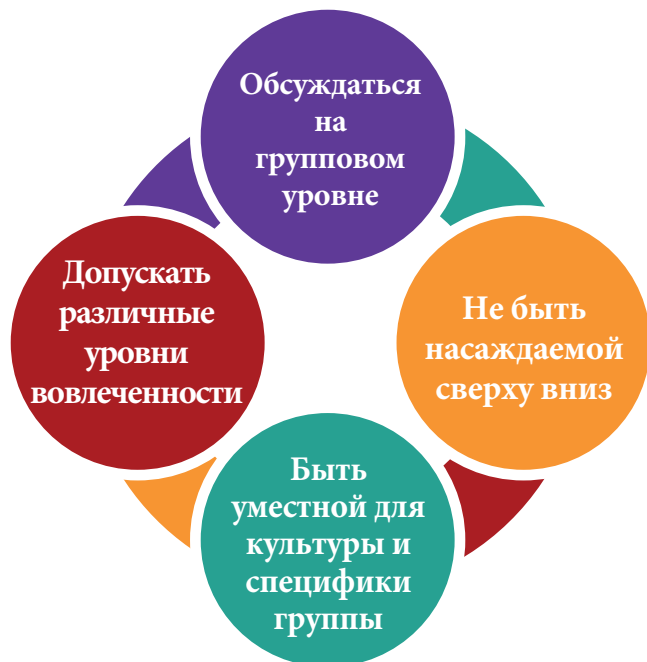 Обсуждаться
на
групповом
уровне
Допускать
различные
уровни
вовлеченности
Не быть
насаждаемой
сверху вниз
Быть
уместной для
культуры и
специфики
группы